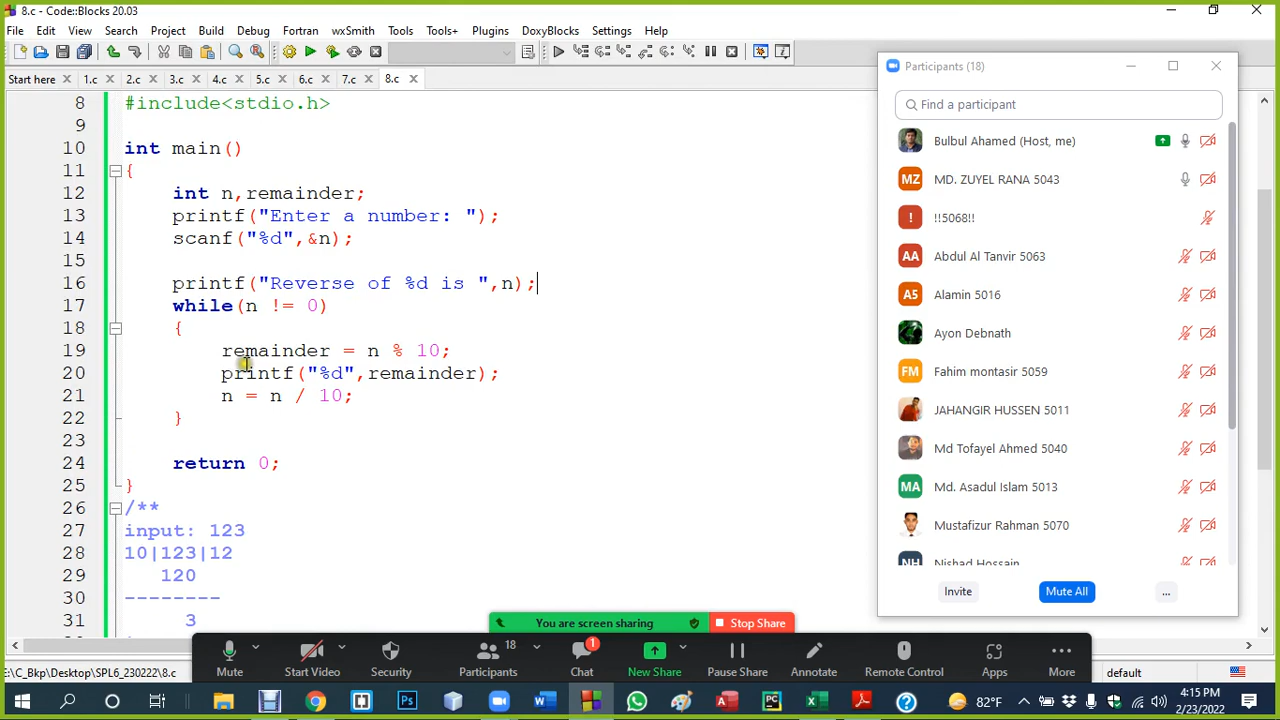 8.c - Code::Blocks 20.03
File Edit View Search Project Build Debug Fortran wxSmith Tools Tools+ Plugins DoxyBlocks Settings Help
Start here 1.c 2.c 3.c 4.c 5.c 6.c 7.c 8.c
8 #include<stdio.h>
9
10 int main()
11 {
12 int n,remainder;
13 printf("Enter a number: ");
14 scanf("%d",&n);
15
16 printf("Reverse of %d is ",n);
17 while(n != 0)
18 {
19 remainder = n % 10;
20 printf("%d",remainder);
21 n = n / 10;
22 }
23
24 return 0;
25 }
26 /**
27 input: 123
28 10|123|12
29 120
30 --------
31 3
Participants (18)
Find a participant
Bulbul Ahamed (Host, me)
MZ MD. ZUYEL RANA 5043
! !!5068!!
AA Abdul Al Tanvir 5063
A5 Alamin 5016
Ayon Debnath
FM Fahim montasir 5059
JAHANGIR HUSSEN 5011
Md Tofayel Ahmed 5040
MA Md. Asadul Islam 5013
Mustafizur Rahman 5070
NH Nishad Hossain
Invite Mute All ...
You are screen sharing Stop Share
18 1
Mute Start Video Security Participants Chat New Share Pause Share Annotate Remote Control Apps More
E:\C_Bkp\Desktop\SPL6_230222\8.c default
82°F 4:15 PM
2/23/2022